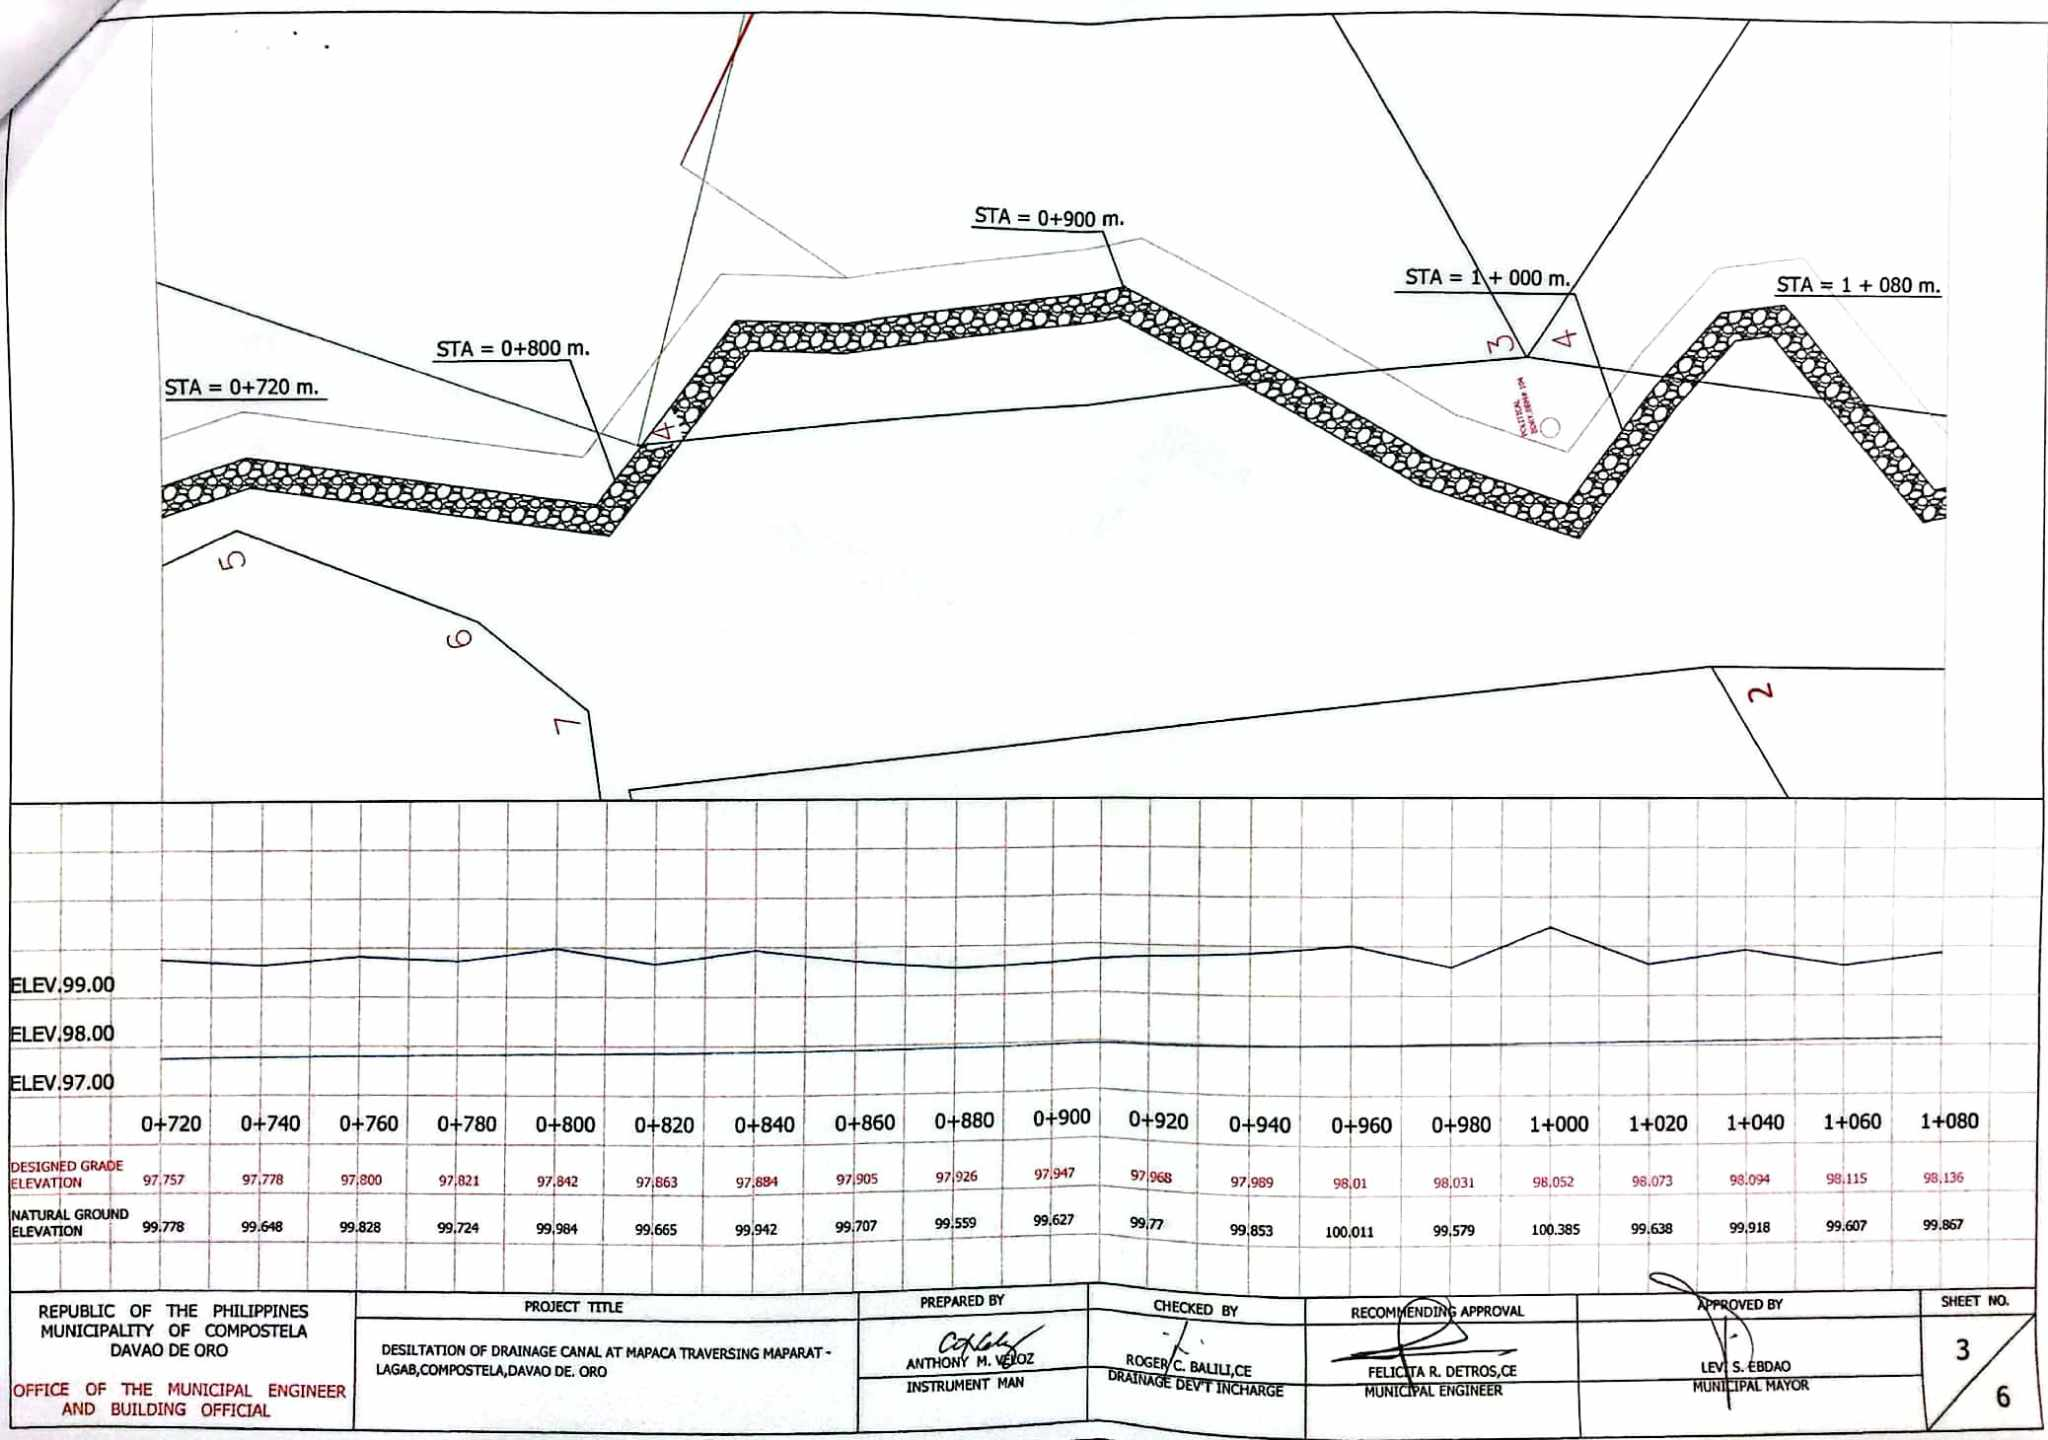 STA = 0+900 m.
STA = 1 + 000 m.
STA = 1 + 080 m.
STA = 0+800 m.
STA = 0+720 m.
3
4
4
POLITICAL
5
6
7
2
ELEV.99.00
ELEV.98.00
ELEV.97.00
0+720 0+740 0+760 0+780 0+800 0+820 0+840 0+860 0+880 0+900 0+920 0+940 0+960 0+980 1+000 1+020 1+040 1+060 1+080
DESIGNED GRADE
ELEVATION 97.757 97.778 97.800 97.821 97.842 97.863 97.884 97.905 97.926 97.947 97.968 97.989 98.01 98.031 98.052 98.073 98.094 98.115 98.136
NATURAL GROUND
ELEVATION 99.778 99.648 99.828 99.724 99.984 99.665 99.942 99.707 99.559 99.627 99.77 99.853 100.011 99.579 100.385 99.638 99.918 99.607 99.867
REPUBLIC OF THE PHILIPPINES
MUNICIPALITY OF COMPOSTELA
DAVAO DE ORO
OFFICE OF THE MUNICIPAL ENGINEER
AND BUILDING OFFICIAL
PROJECT TITLE
DESILTATION OF DRAINAGE CANAL AT MAPACA TRAVERSING MAPARAT -
LAGAB,COMPOSTELA,DAVAO DE. ORO
PREPARED BY
ANTHONY M. VELOZ
INSTRUMENT MAN
CHECKED BY
ROGER C. BALILI,CE
DRAINAGE DEV'T INCHARGE
RECOMMENDING APPROVAL
FELICITA R. DETROS,CE
MUNICIPAL ENGINEER
APPROVED BY
LEVI S. EBDAO
MUNICIPAL MAYOR
SHEET NO.
3
6